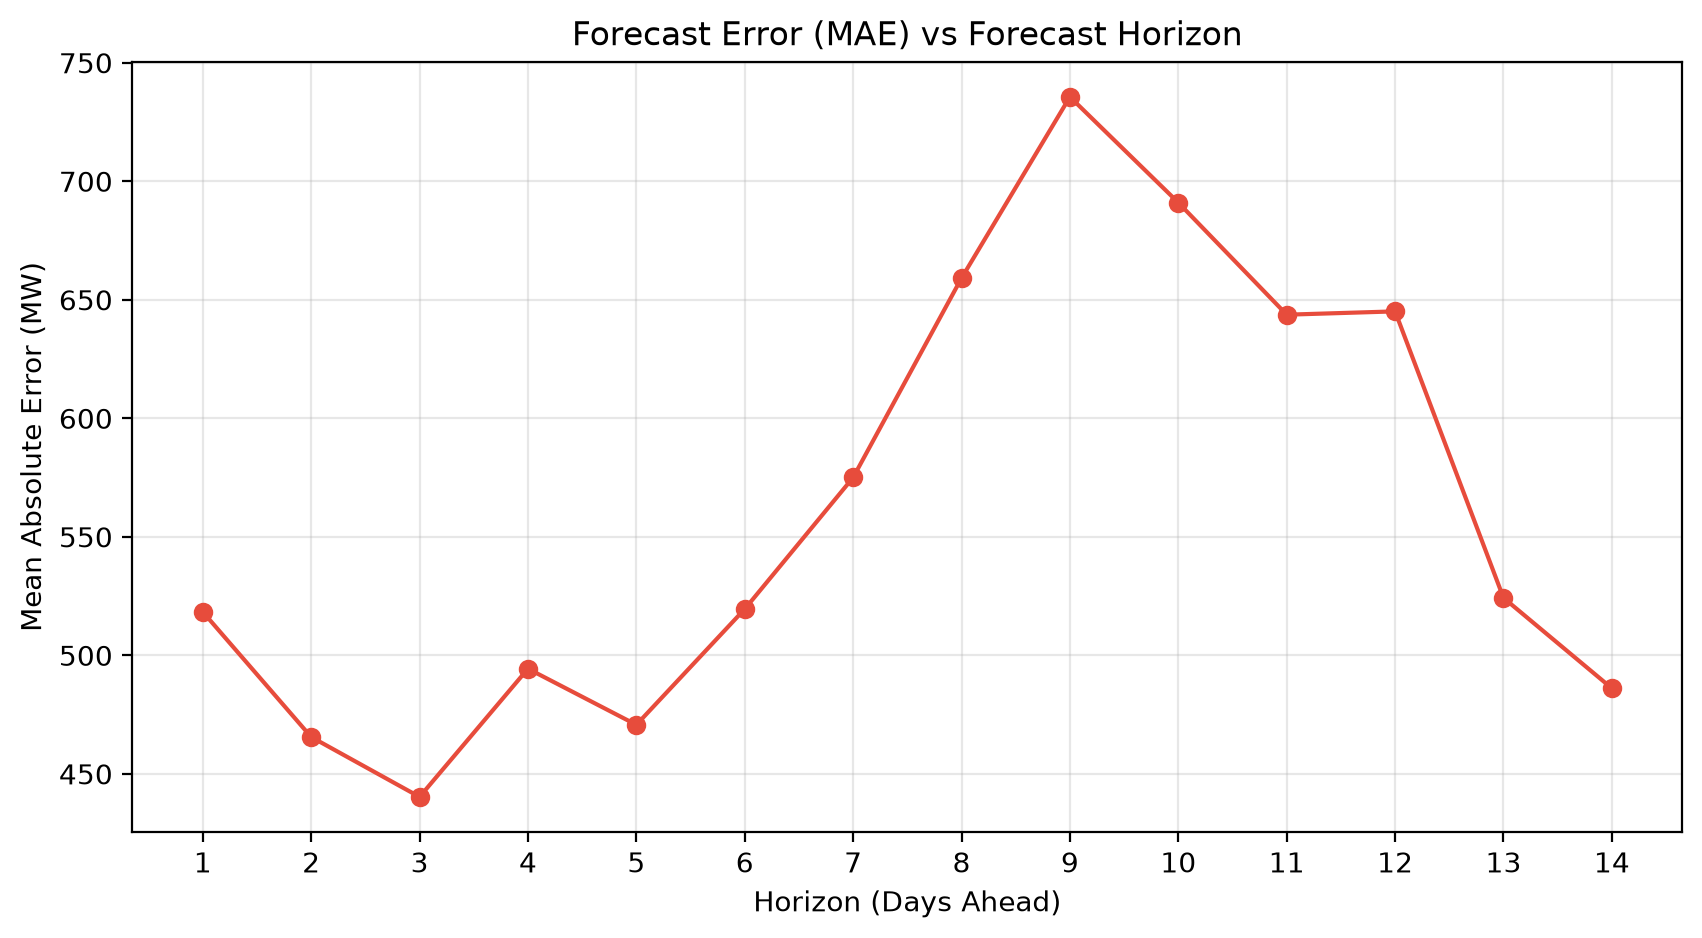 Forecast Error (MAE) vs Forecast Horizon
Mean Absolute Error (MW)
750
700
650
600
550
500
450
1 2 3 4 5 6 7 8 9 10 11 12 13 14
Horizon (Days Ahead)